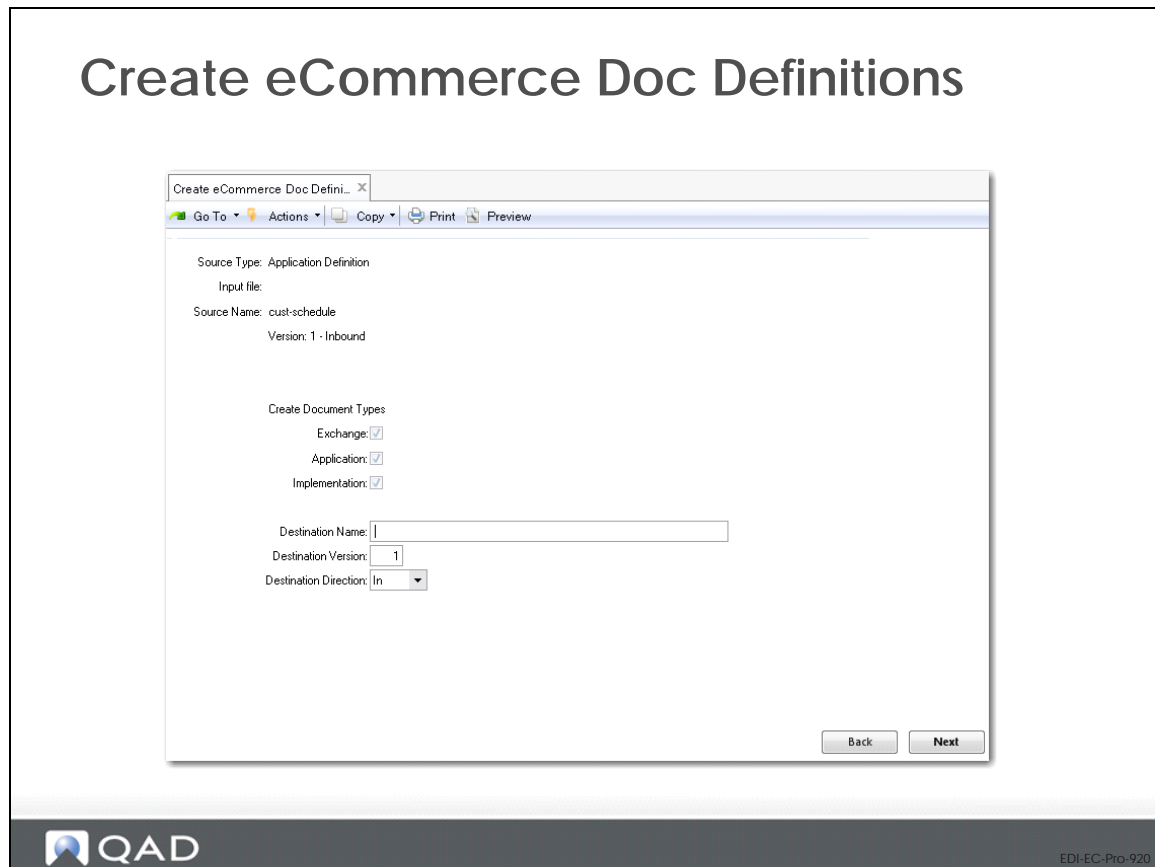 Create eCommerce Doc Definitions
Create eCommerce Doc Defini...
Go To Actions Copy Print Preview
Source Type: Application Definition
Input file:
Source Name: cust-schedule
Version: 1 - Inbound
Create Document Types
Exchange:
Application:
Implementation:
Destination Name:
Destination Version: 1
Destination Direction: In
Back Next
QAD
EDI-EC-Pro-920